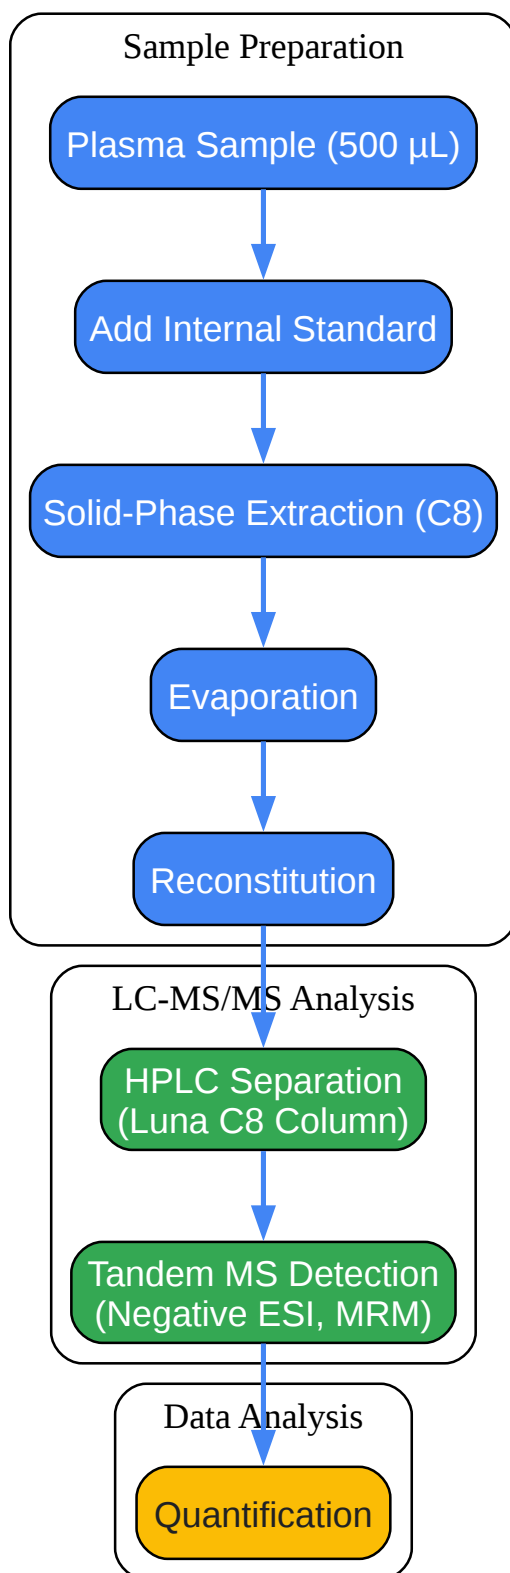 Sample Preparation
Plasma Sample (500 µL)
Add Internal Standard
Solid-Phase Extraction (C8)
Evaporation
Reconstitution
LC-MS/MS Analysis
HPLC Separation
(Luna C8 Column)
Tandem MS Detection
(Negative ESI, MRM)
Data Analysis
Quantification